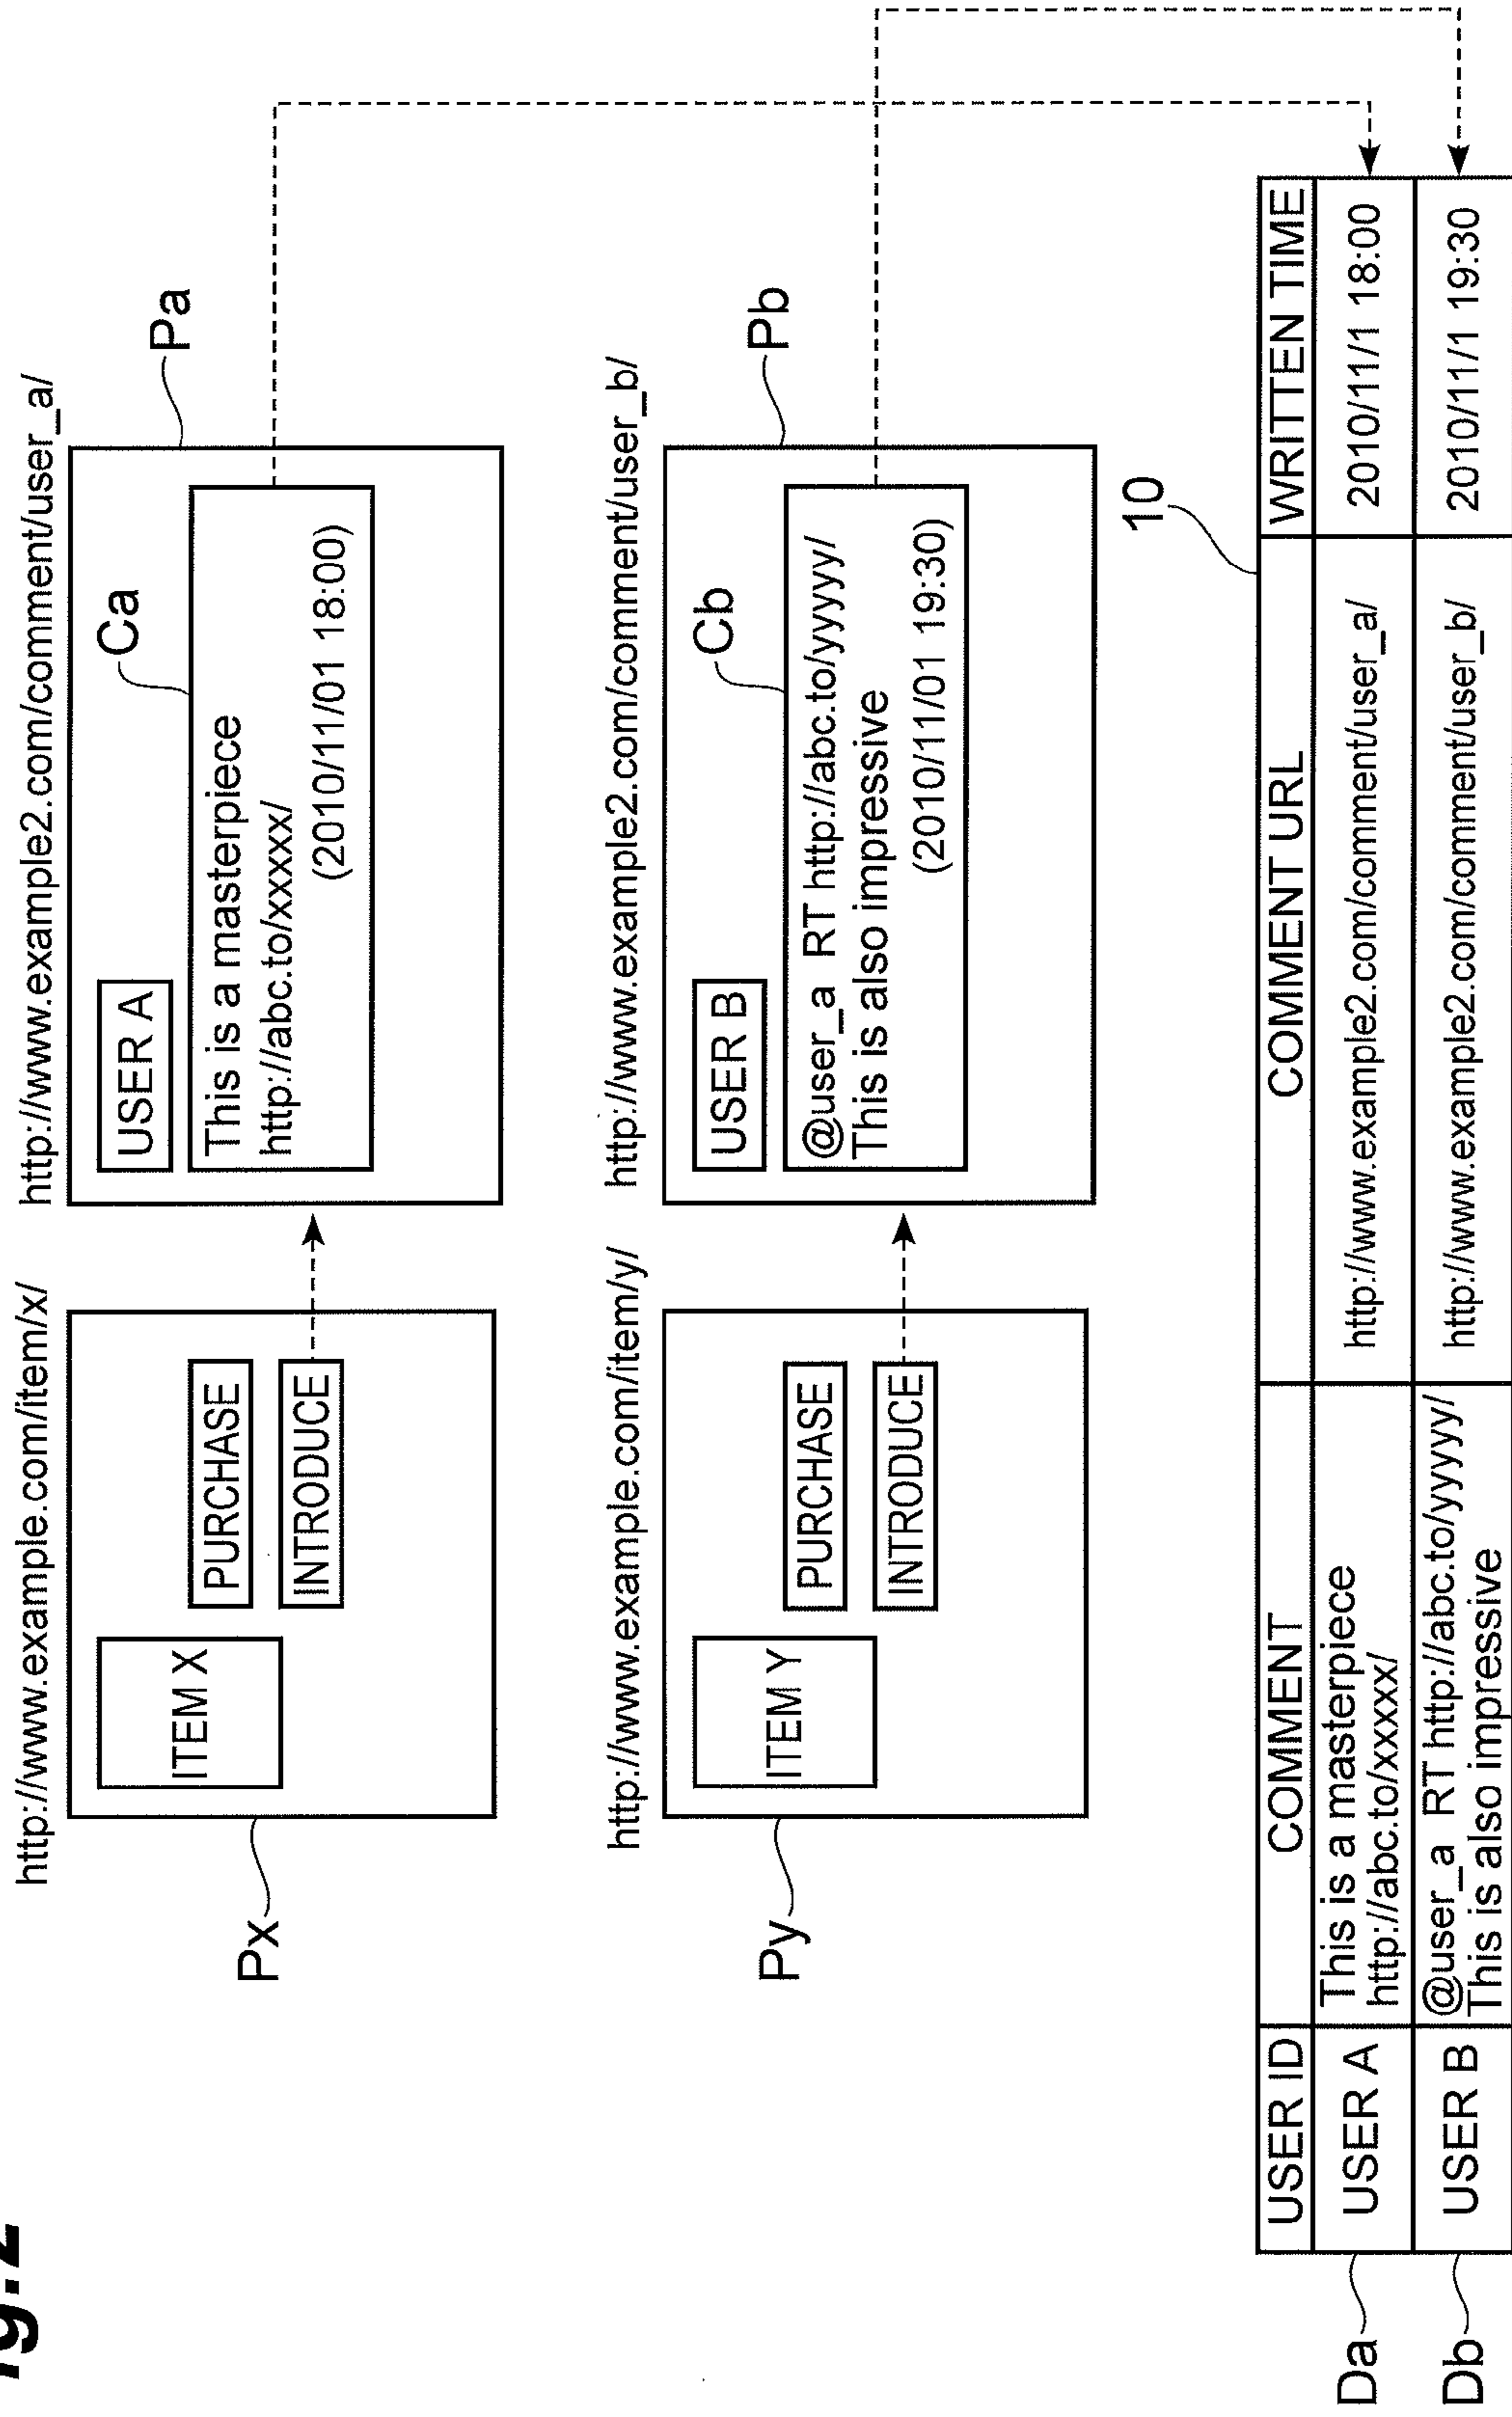 ig.2
http://www.example.com/item/x/
Px
ITEM X
PURCHASE
INTRODUCE
http://www.example2.com/comment/user_a/
Pa
USER A
Ca
This is a masterpiece
http://abc.to/xxxx/
(2010/11/01 18:00)
http://www.example.com/item/y/
Py
ITEM Y
PURCHASE
INTRODUCE
http://www.example2.com/comment/user_b/
Pb
USER B
Cb
@user_a RT http://abc.to/yyyyy/
This is also impressive
(2010/11/01 19:30)
10
USER ID COMMENT COMMENT URL WRITTEN TIME
Da
USER A
This is a masterpiece
http://abc.to/xxxx/
http://www.example2.com/comment/user_a/
2010/11/1 18:00
Db
USER B
@user_a RT http://abc.to/yyyyy/
This is also impressive
http://www.example2.com/comment/user_b/
2010/11/1 19:30